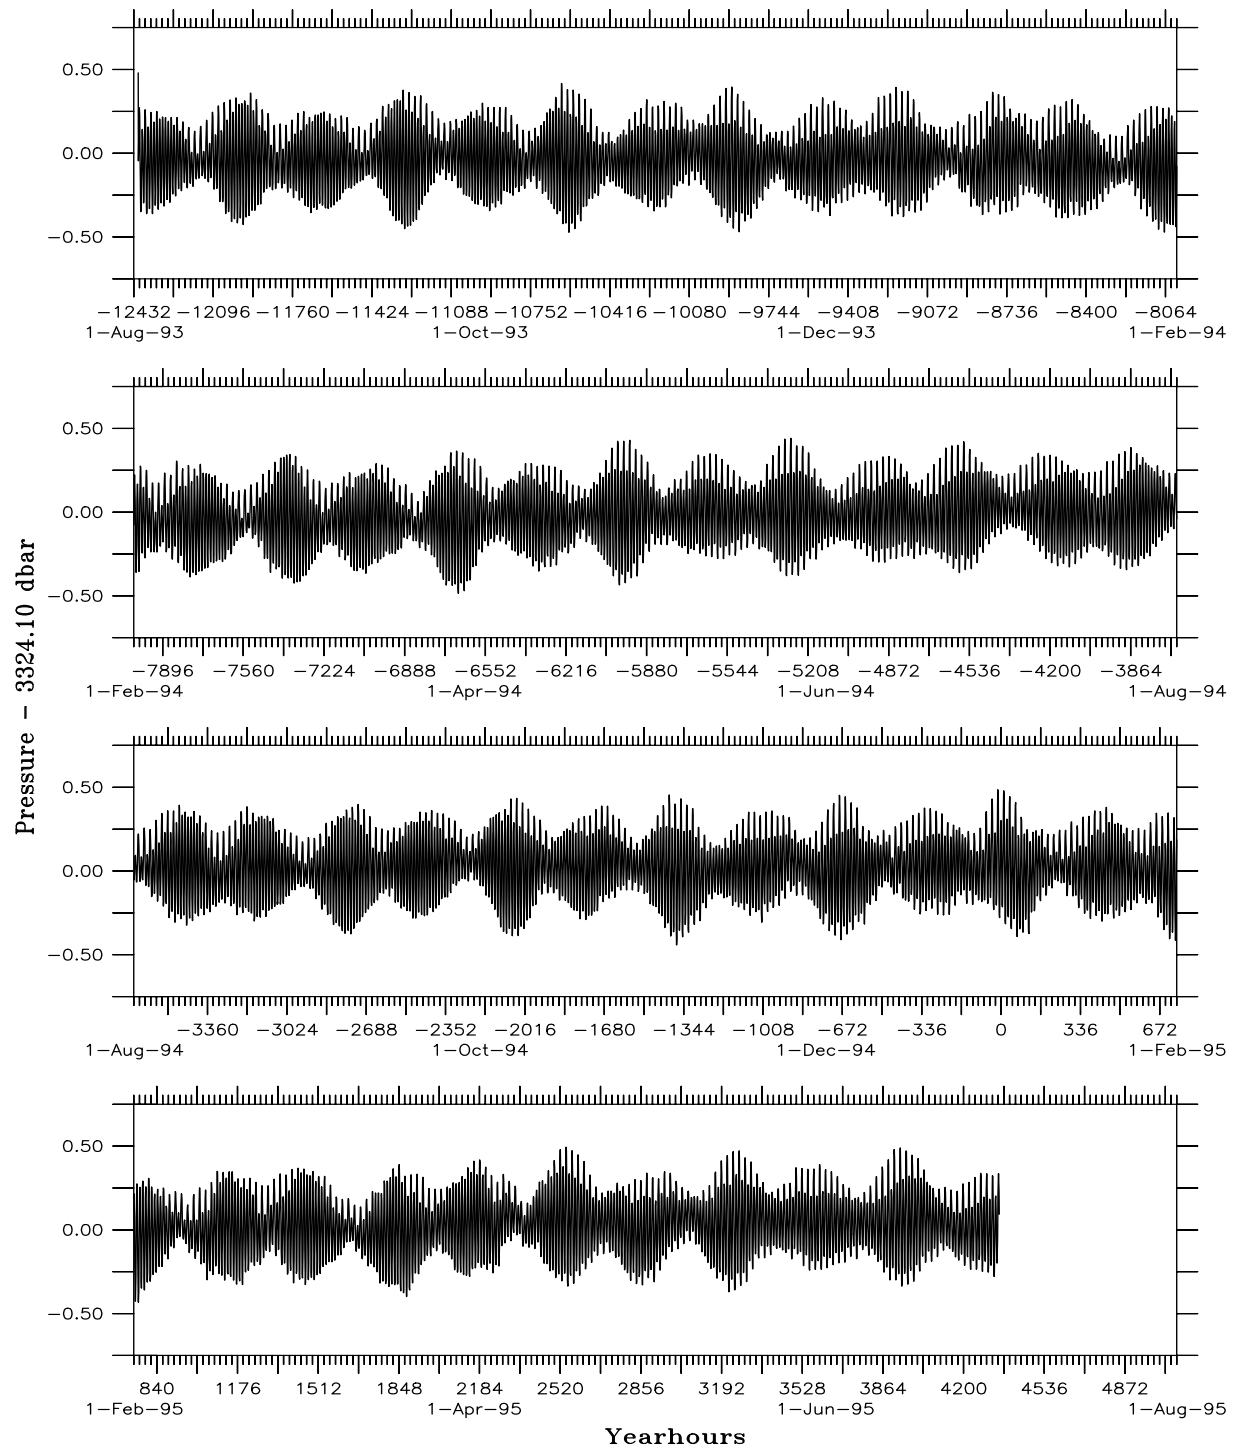 Pressure − 3324.10 dbar
0.50
0.00
−0.50
−12432 −12096 −11760 −11424 −11088 −10752 −10416 −10080 −9744 −9408 −9072 −8736 −8400 −8064
1−Aug−93 1−Oct−93 1−Dec−93 1−Feb−94
0.50
0.00
−0.50
−7896 −7560 −7224 −6888 −6552 −6216 −5880 −5544 −5208 −4872 −4536 −4200 −3864
1−Feb−94 1−Apr−94 1−Jun−94 1−Aug−94
0.50
0.00
−0.50
−3360 −3024 −2688 −2352 −2016 −1680 −1344 −1008 −672 −336 0 336 672
1−Aug−94 1−Oct−94 1−Dec−94 1−Feb−95
0.50
0.00
−0.50
840 1176 1512 1848 2184 2520 2856 3192 3528 3864 4200 4536 4872
1−Feb−95 1−Apr−95 1−Jun−95 1−Aug−95
Yearhours